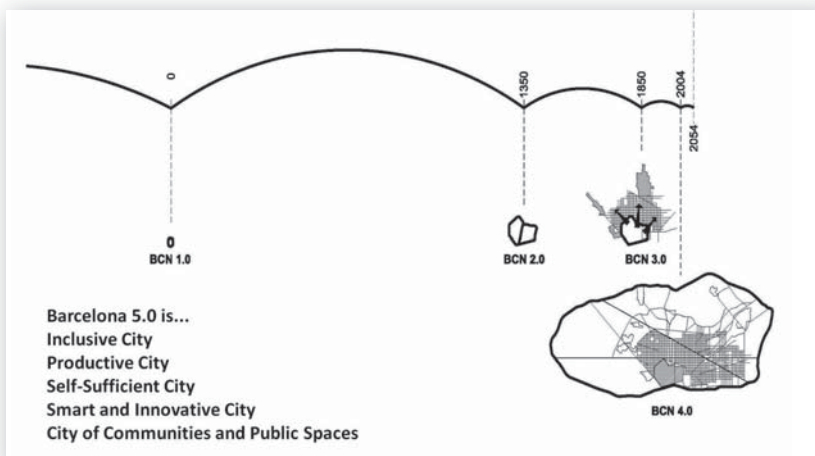 0
1350
1850
2004
2054
0
BCN 1.0
BCN 2.0
BCN 3.0
BCN 4.0
Barcelona 5.0 is...
Inclusive City
Productive City
Self-Sufficient City
Smart and Innovative City
City of Communities and Public Spaces